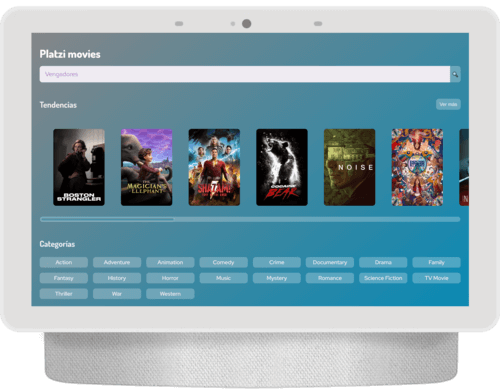 Platzi movies
Vengadores
Tendencias
Ver más
BOSTON
STRANGLER
THE
MAGICIAN'S
ELEPHANT
SHAZAM!
COCAINE
BEAR
NOISE
Categorías
Action Adventure Animation Comedy Crime Documentary Drama Family
Fantasy History Horror Music Mystery Romance Science Fiction TV Movie
Thriller War Western